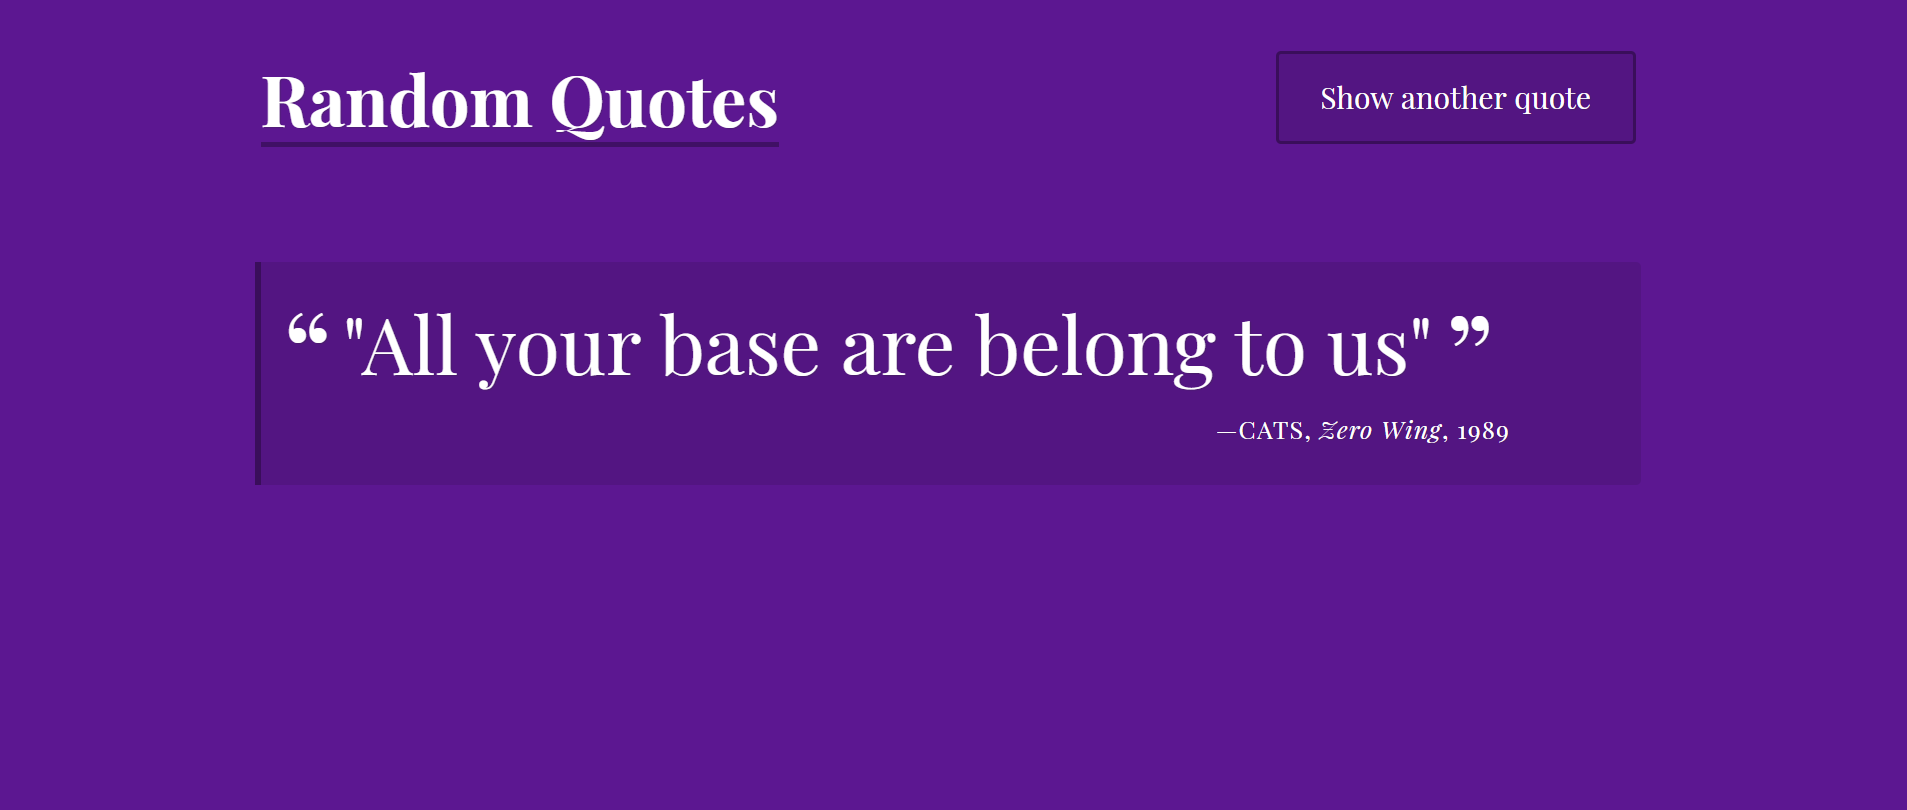 Random Quotes
Show another quote
“ "All your base are belong to us" ”
—CATS, Zero Wing, 1989